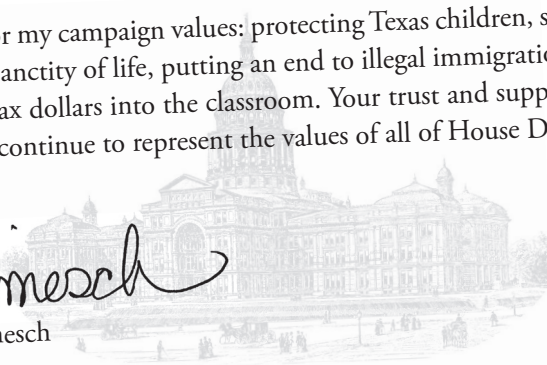 r my campaign values: protecting Texas children, s
anctity of life, putting an end to illegal immigratio
ax dollars into the classroom. Your trust and supp
continue to represent the values of all of House D
mesch
nesch